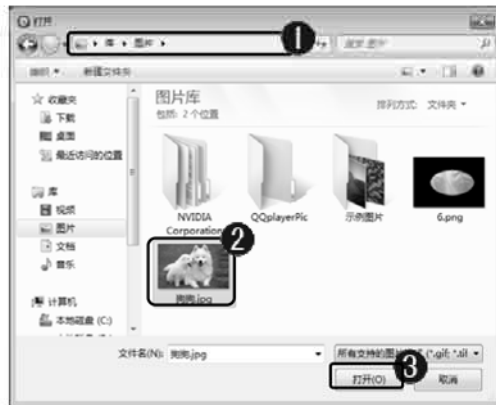 打开
库 ▸ 图片 ▸
1
搜索 图片
组织 ▼ 新建文件夹
收藏夹
下载
桌面
最近访问的位置
库
视频
图片
文档
音乐
计算机
本地磁盘 (C:)
图片库
包括: 2 个位置
排列方式: 文件夹 ▼
NVIDIA
Corporation
QQplayerPic
示例图片
6.png
2
狗狗.jpg
文件名(N): 狗狗.jpg
所有支持的图片
(*.gif; *.tif
3
打开(O)
取消